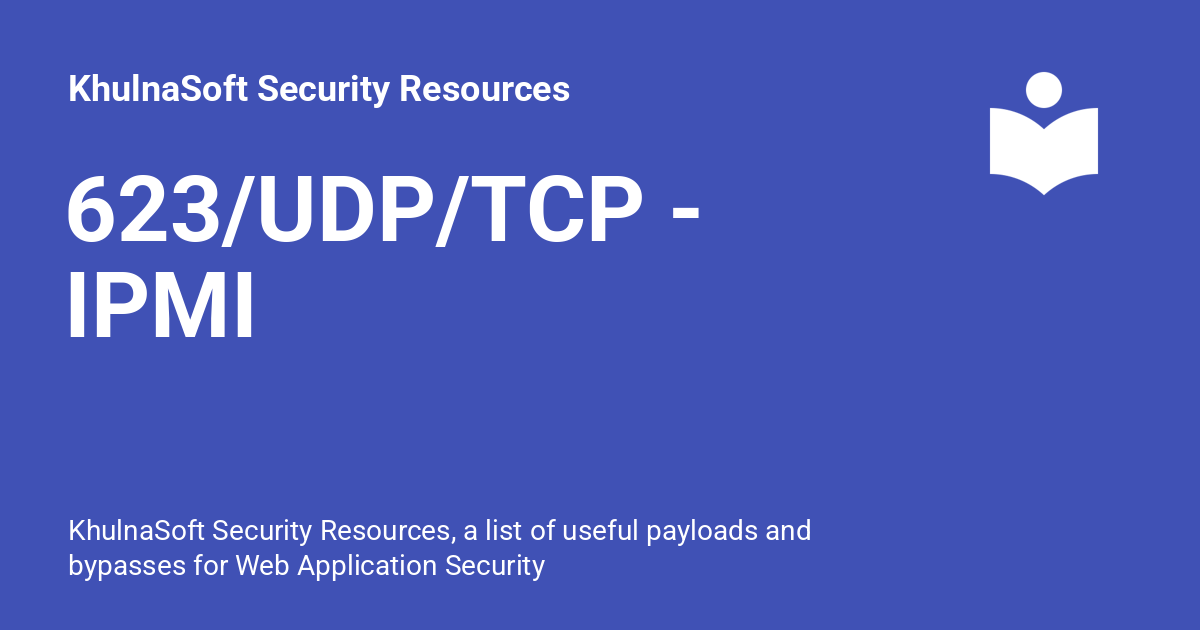 KhulnaSoft Security Resources
623/UDP/TCP -
IPMI
KhulnaSoft Security Resources, a list of useful payloads and
bypasses for Web Application Security